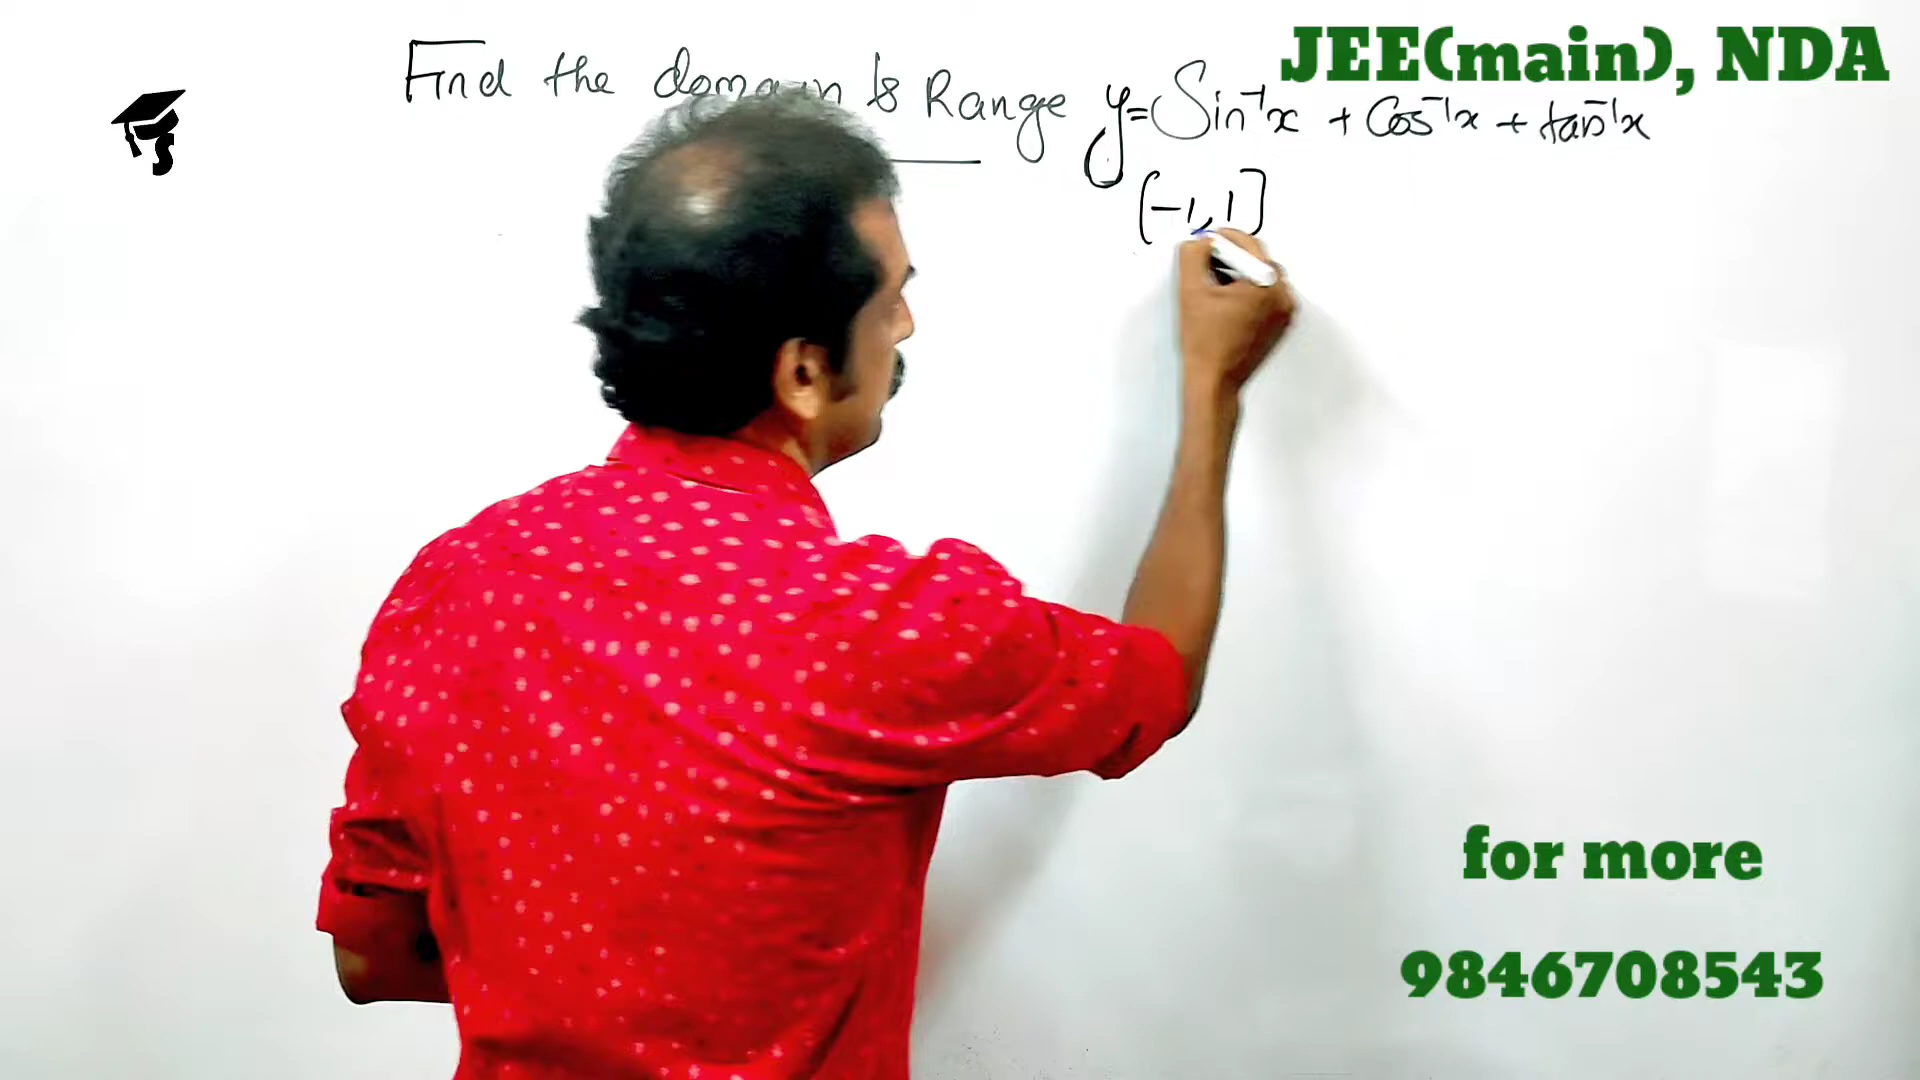 JEE(main), NDA
Find the domain & Range y = Sin⁻¹x + Cos⁻¹x + tan⁻¹x
[-1, 1]
for more
9846708543